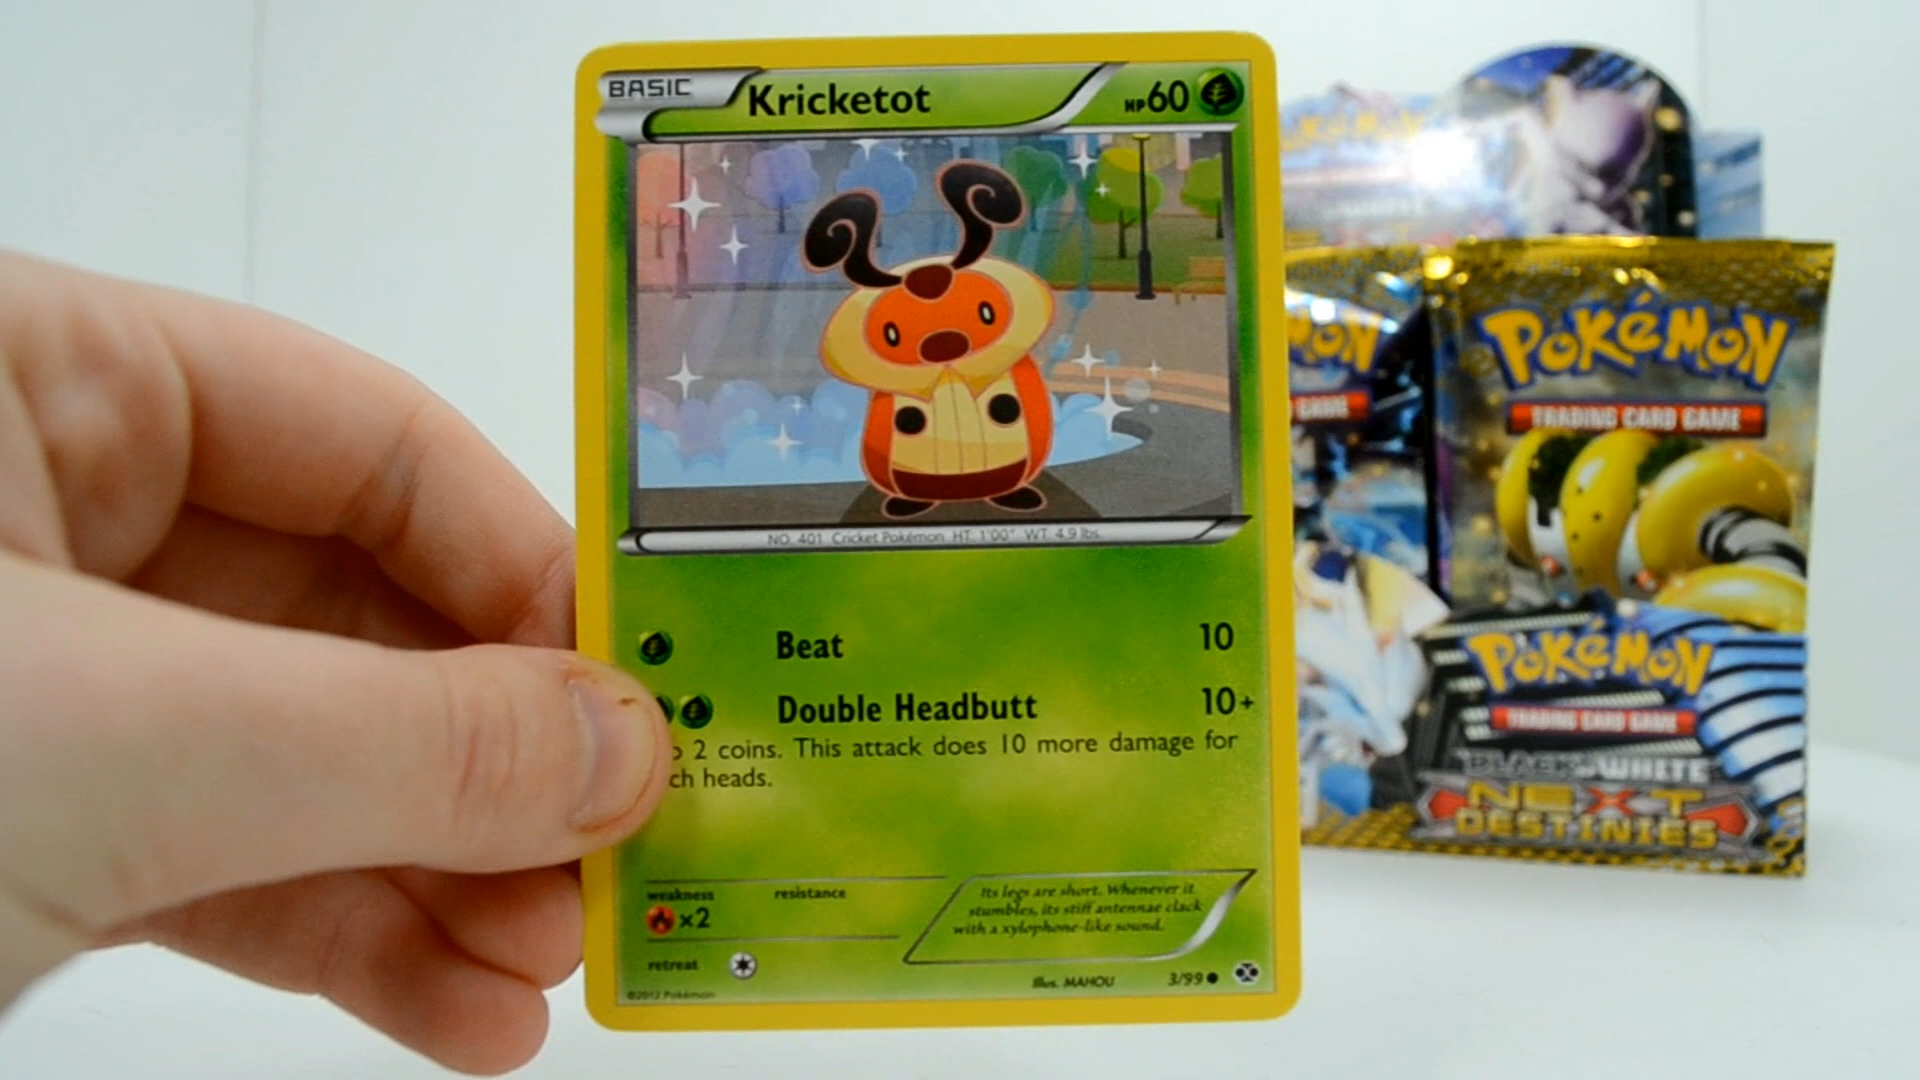 BASIC
Kricketot
HP60
NO. 401 Cricket Pokémon HT. 1'00" WT. 4.9 lbs.
Beat 10
Double Headbutt 10+
2 coins. This attack does 10 more damage for
ch heads.
weakness
×2
resistance
retreat
Its legs are short. Whenever it
stumbles, its stiff antennae clack
with a xylophone-like sound.
Illus. MAHOU
3/99
©2012 Pokémon
POKéMON
TRADING CARD GAME
POKéMON
TRADING CARD GAME
BLACK & WHITE
NEXT
DESTINIES
MON
GAME